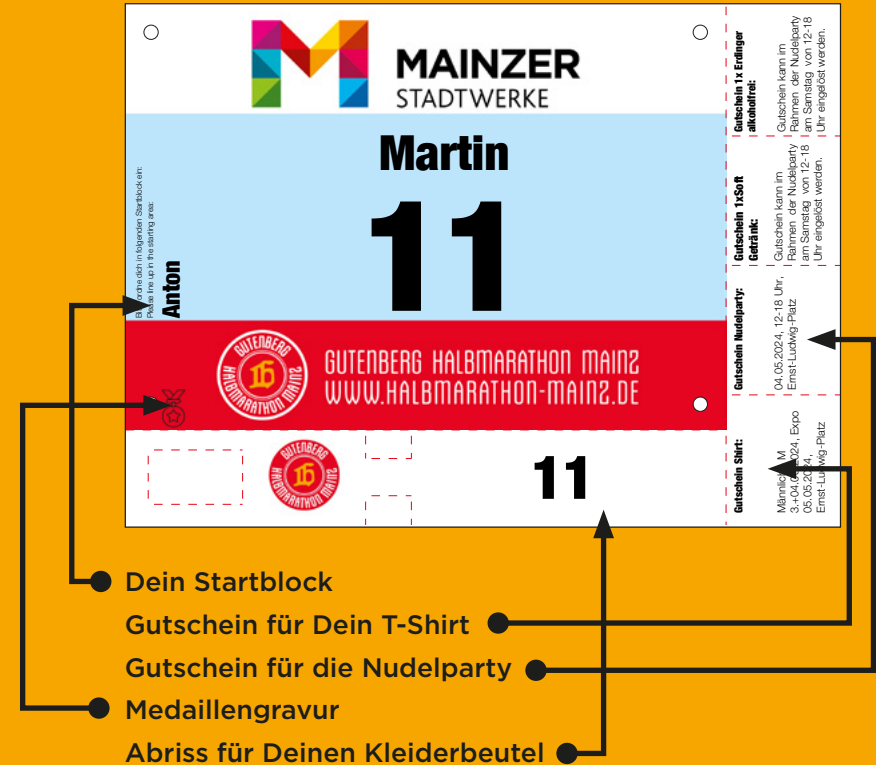 MAINZER
STADTWERKE
Martin
11
Bitte ordne dich in folgenden Startblock ein:
Please line up in the starting area:
Anton
GUTENBERG
HALBMARATHON MAINZ
GUTENBERG HALBMARATHON MAINZ
WWW.HALBMARATHON-MAINZ.DE
GUTENBERG
HALBMARATHON MAINZ
11
Gutschein 1x Erdinger
alkoholfrei:
Gutschein kann im
Rahmen der Nudelparty
am Samstag von 12-18
Uhr eingelöst werden.
Gutschein 1xSoft
Getränk:
Gutschein kann im
Rahmen der Nudelparty
am Samstag von 12-18
Uhr eingelöst werden.
Gutschein Nudelparty:
04.05.2024, 12-18 Uhr,
Ernst-Ludwig-Platz
Gutschein Shirt:
Männlich M
3.+04.05.2024, Expo
05.05.2024,
Ernst-Ludwig-Platz
Dein Startblock
Gutschein für Dein T-Shirt
Gutschein für die Nudelparty
Medaillengravur
Abriss für Deinen Kleiderbeutel